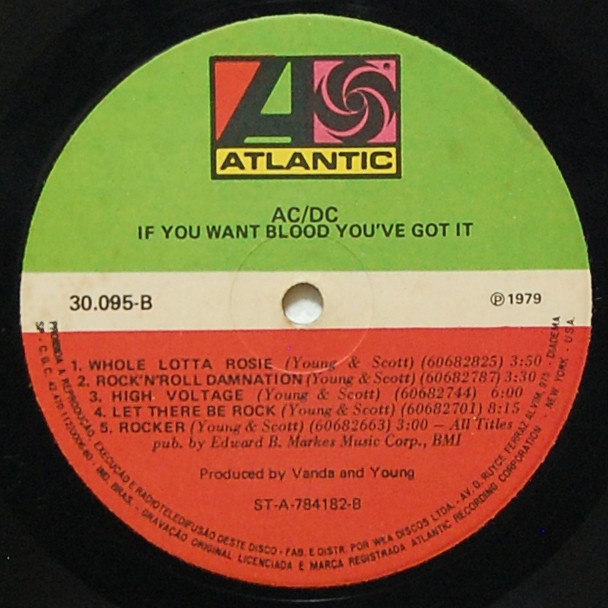 ATLANTIC
AC/DC
IF YOU WANT BLOOD YOU'VE GOT IT
30.095-B
℗ 1979
1. WHOLE LOTTA ROSIE (Young & Scott) (60682825) 3:50
2. ROCK'N'ROLL DAMNATION (Young & Scott) (60682787) 3:30
3. HIGH VOLTAGE (Young & Scott) (60682744) 6:00
4. LET THERE BE ROCK (Young & Scott) (60682701) 8:15
5. ROCKER (Young & Scott) (60682663) 3:00 – All Titles
pub. by Edward B. Markes Music Corp., BMI
Produced by Vanda and Young
ST-A-784182-B
PROIBIDA A REPRODUÇÃO, EXECUÇÃO E RADIOTELEDIFUSÃO DESTE DISCO - FAB. E DISTR. POR WEA DISCOS LTDA. - AV. D. RUYCE FERRAZ ALVIM, 975 - DIADEMA
SP - C.G.C. - IND. BRAS. - GRAVAÇÃO ORIGINAL LICENCIADA E MARCA REGISTRADA ATLANTIC RECORDING CORPORATION - NEW YORK - U.S.A.